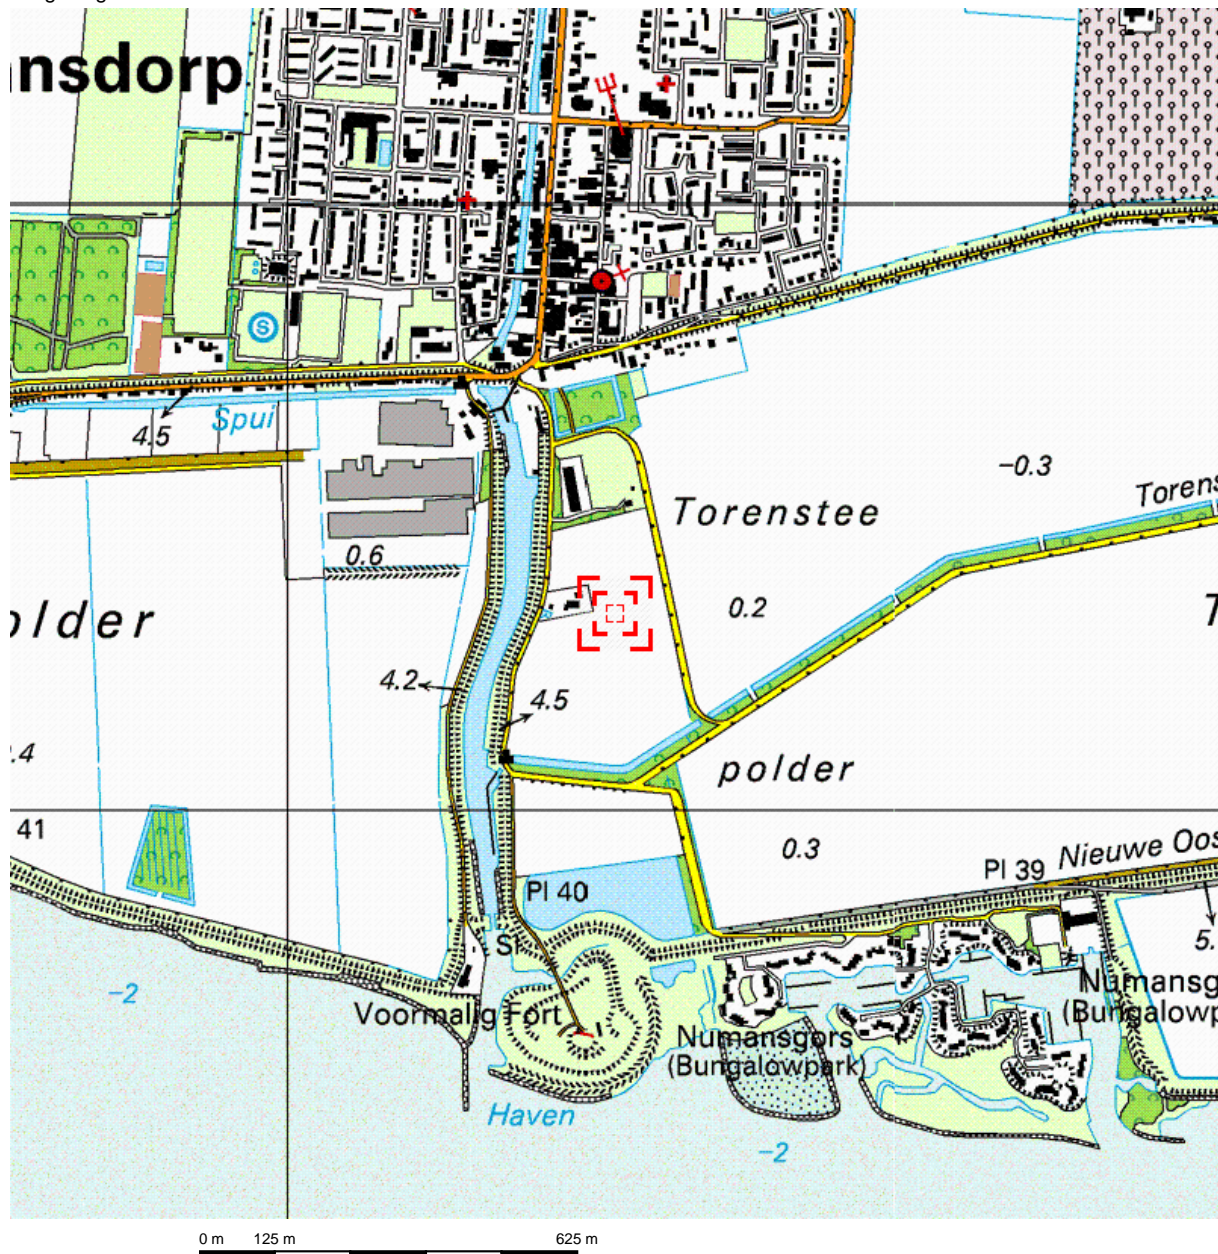 nsdorp
S
Spui
4.5
-0.3
Torens
Torenstee
0.6
0.2
older
T
4.2
4.5
.4
polder
41
0.3
Nieuwe Oos
Pl 39
Pl 40
5.
Sl
-2
Numansg
(Bungalowp
Voormalig Fort
Numansgors
(Bungalowpark)
Haven
-2
0 m 125 m 625 m